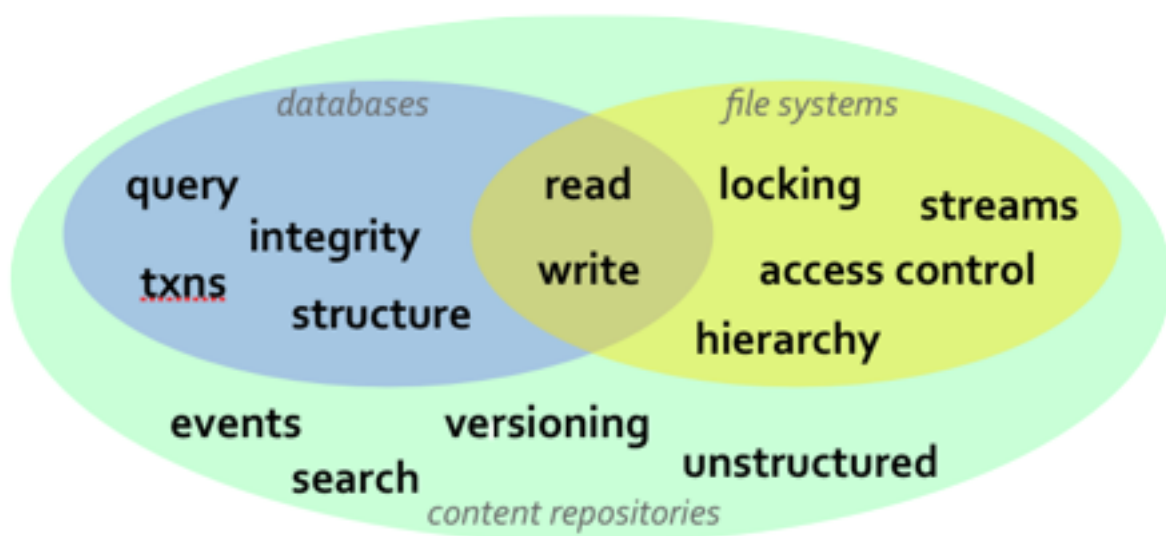 databases
file systems
query
integrity
txns
structure
read
write
locking
streams
access control
hierarchy
events
versioning
search
unstructured
content repositories